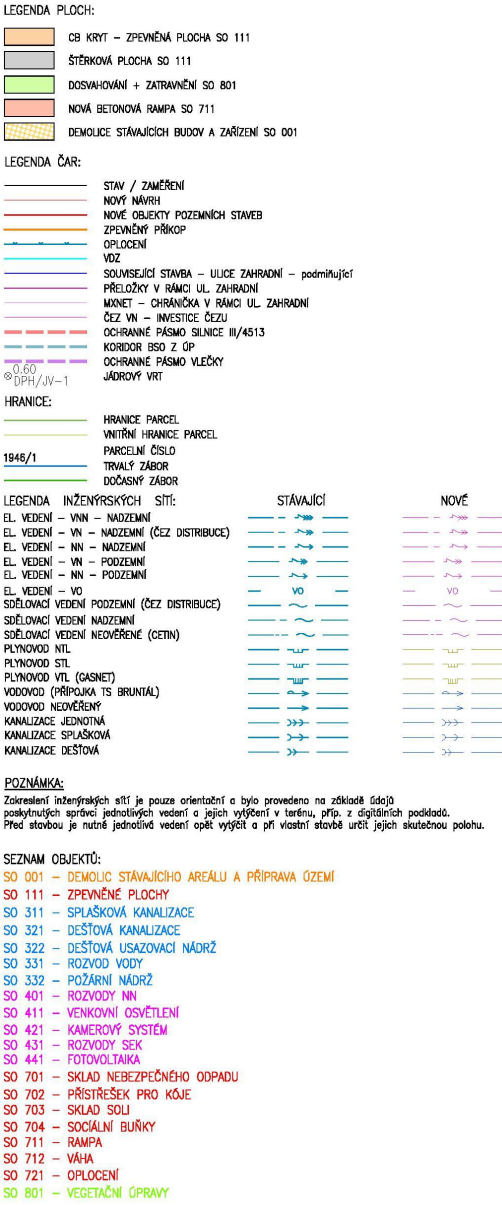 LEGENDA PLOCH:
CB KRYT – ZPEVNĚNÁ PLOCHA SO 111
ŠTĚRKOVÁ PLOCHA SO 111
DOSVAHOVÁNÍ + ZATRAVNĚNÍ SO 801
NOVÁ BETONOVÁ RAMPA SO 711
DEMOLICE STÁVAJÍCÍCH BUDOV A ZAŘÍZENÍ SO 001
LEGENDA ČAR:
STAV / ZAMĚŘENÍ
NOVÝ NÁVRH
NOVÉ OBJEKTY POZEMNÍCH STAVEB
ZPEVNĚNÝ PŘÍKOP
OPLOCENÍ
VDZ
SOUVISEJÍCÍ STAVBA – ULICE ZAHRADNÍ – podmiňující
PŘELOŽKY V RÁMCI UL. ZAHRADNÍ
MXNET – CHRÁNIČKA V RÁMCI UL. ZAHRADNÍ
ČEZ VN – INVESTICE ČEZU
OCHRANNÉ PÁSMO SILNICE III/4513
KORIDOR BSO Z ÚP
OCHRANNÉ PÁSMO VLEČKY
0.60
DPH/JV-1 JÁDROVÝ VRT
HRANICE:
HRANICE PARCEL
VNITŘNÍ HRANICE PARCEL
1946/1 PARCELNÍ ČÍSLO
TRVALÝ ZÁBOR
DOČASNÝ ZÁBOR
LEGENDA INŽENÝRSKÝCH SÍTÍ: STÁVAJÍCÍ NOVÉ
EL. VEDENÍ – VNN – NADZEMNÍ
EL. VEDENÍ – VN – NADZEMNÍ (ČEZ DISTRIBUCE)
EL. VEDENÍ – NN – NADZEMNÍ
EL. VEDENÍ – VN – PODZEMNÍ
EL. VEDENÍ – NN – PODZEMNÍ
EL. VEDENÍ – VO VO VO
SDĚLOVACÍ VEDENÍ PODZEMNÍ (ČEZ DISTRIBUCE)
SDĚLOVACÍ VEDENÍ NADZEMNÍ
SDĚLOVACÍ VEDENÍ NEOVĚŘENÉ (CETIN)
PLYNOVOD NTL
PLYNOVOD STL
PLYNOVOD VTL (GASNET)
VODOVOD (PŘÍPOJKA TS BRUNTÁL)
VODOVOD NEOVĚŘENÝ
KANALIZACE JEDNOTNÁ
KANALIZACE SPLAŠKOVÁ
KANALIZACE DEŠŤOVÁ
POZNÁMKA:
Zakreslení inženýrských sítí je pouze orientační a bylo provedeno na základě údajů
poskytnutých správci jednotlivých vedení a jejich vytýčení v terénu, příp. z digitálních podkladů.
Před stavbou je nutné jednotlivá vedení opět vytýčit a při vlastní stavbě určit jejich skutečnou polohu.
SEZNAM OBJEKTŮ:
SO 001 – DEMOLIC STÁVAJÍCÍHO AREÁLU A PŘÍPRAVA ÚZEMÍ
SO 111 – ZPEVNĚNÉ PLOCHY
SO 311 – SPLAŠKOVÁ KANALIZACE
SO 321 – DEŠŤOVÁ KANALIZACE
SO 322 – DEŠŤOVÁ USAZOVACÍ NÁDRŽ
SO 331 – ROZVOD VODY
SO 332 – POŽÁRNÍ NÁDRŽ
SO 401 – ROZVODY NN
SO 411 – VENKOVNÍ OSVĚTLENÍ
SO 421 – KAMEROVÝ SYSTÉM
SO 431 – ROZVODY SEK
SO 441 – FOTOVOLTAIKA
SO 701 – SKLAD NEBEZPEČNÉHO ODPADU
SO 702 – PŘÍSTŘEŠEK PRO KÓJE
SO 703 – SKLAD SOLI
SO 704 – SOCÍALNÍ BUŇKY
SO 711 – RAMPA
SO 712 – VÁHA
SO 721 – OPLOCENÍ
SO 801 – VEGETAČNÍ ÚPRAVY